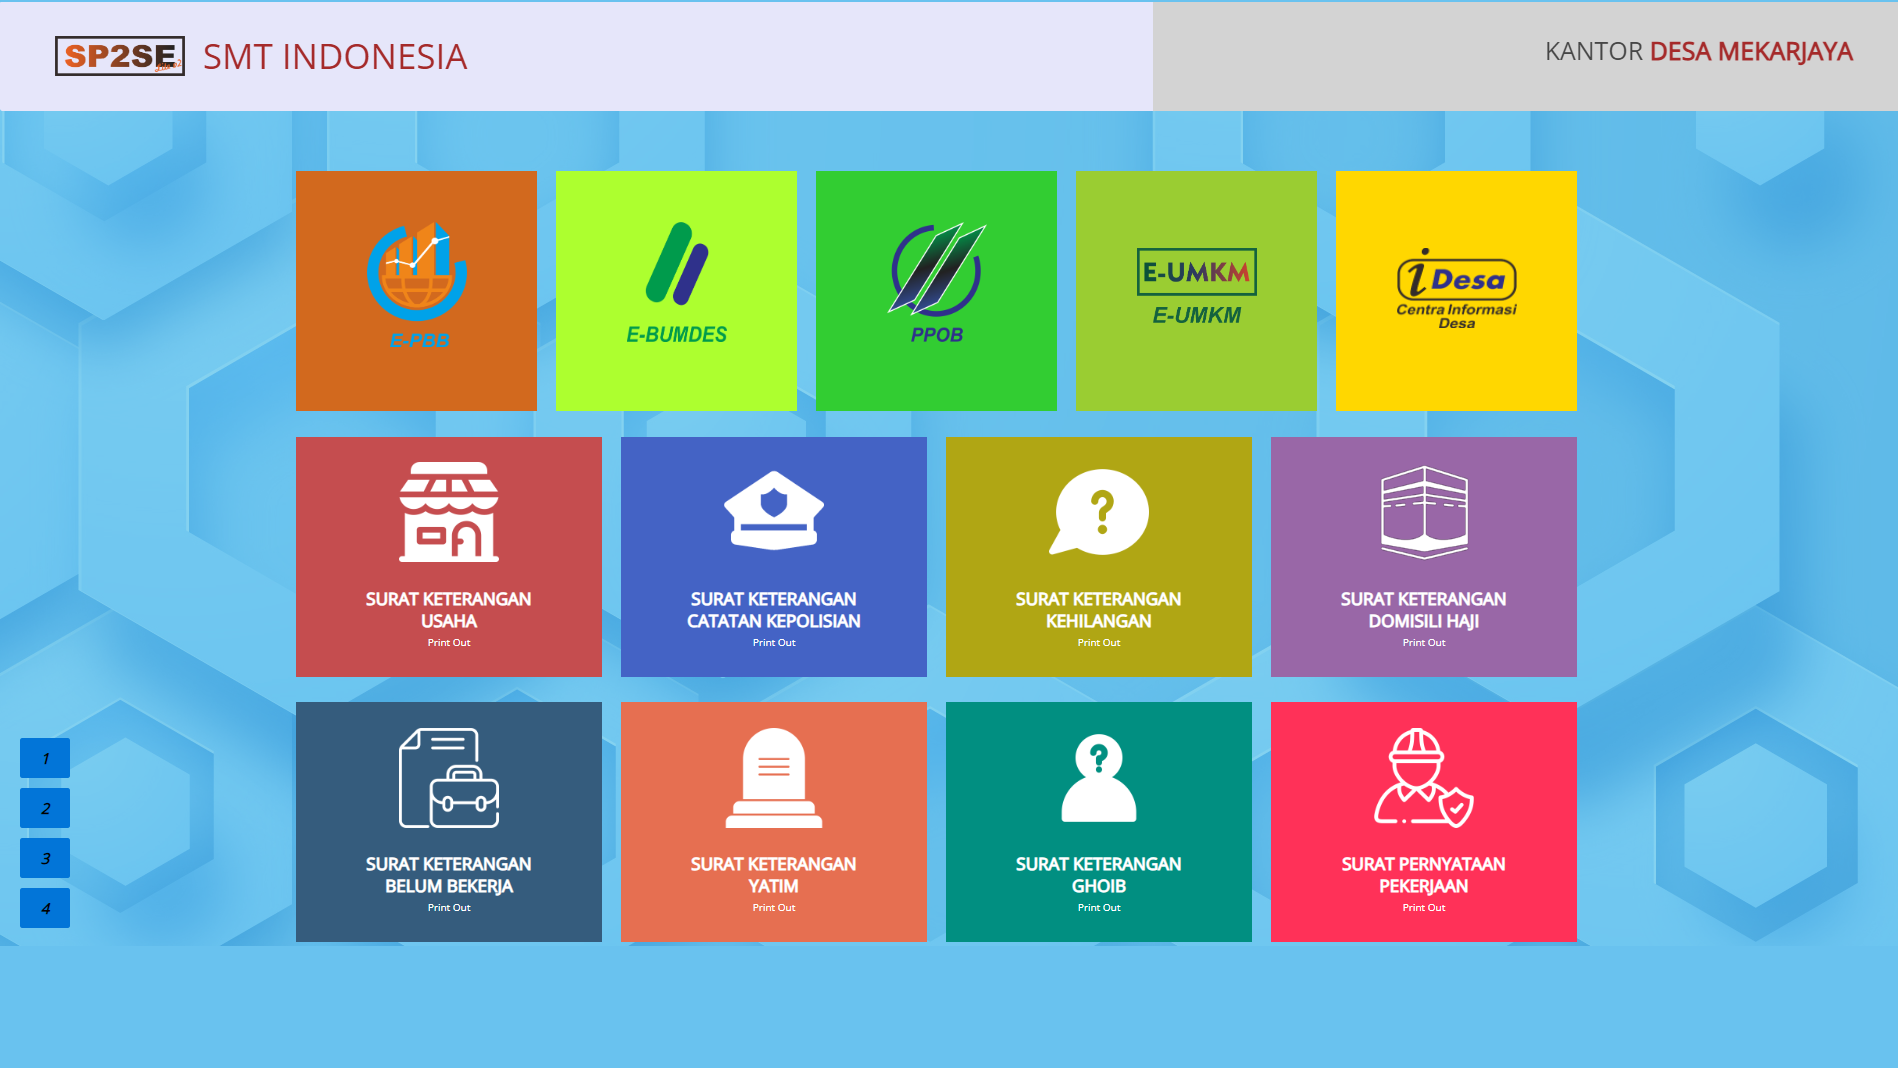 SP2SE
Lite v2
SMT INDONESIA
KANTOR DESA MEKARJAYA
E-PBB
E-BUMDES
PPOB
E-UMKM
E-UMKM
iDesa
Centra Informasi
Desa
SURAT KETERANGAN
USAHA
Print Out
SURAT KETERANGAN
CATATAN KEPOLISIAN
Print Out
SURAT KETERANGAN
KEHILANGAN
Print Out
SURAT KETERANGAN
DOMISILI HAJI
Print Out
1
2
3
4
SURAT KETERANGAN
BELUM BEKERJA
Print Out
SURAT KETERANGAN
YATIM
Print Out
SURAT KETERANGAN
GHOIB
Print Out
SURAT PERNYATAAN
PEKERJAAN
Print Out